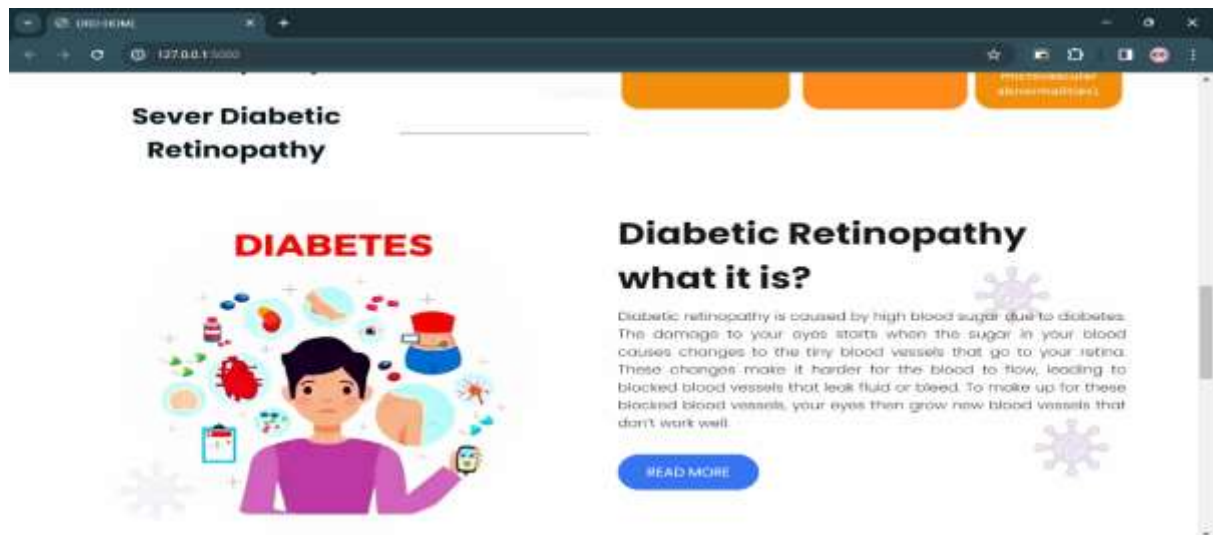 DRD-HOME
127.0.0.1:5000
microvascular
abnormalities).
Sever Diabetic
Retinopathy
DIABETES
Diabetic Retinopathy
what it is?
Diabetic retinopathy is caused by high blood sugar due to diabetes.
The damage to your eyes starts when the sugar in your blood
causes changes to the tiny blood vessels that go to your retina.
These changes make it harder for the blood to flow, leading to
blocked blood vessels that leak fluid or bleed. To make up for these
blocked blood vessels, your eyes then grow new blood vessels that
don't work well.
READ MORE